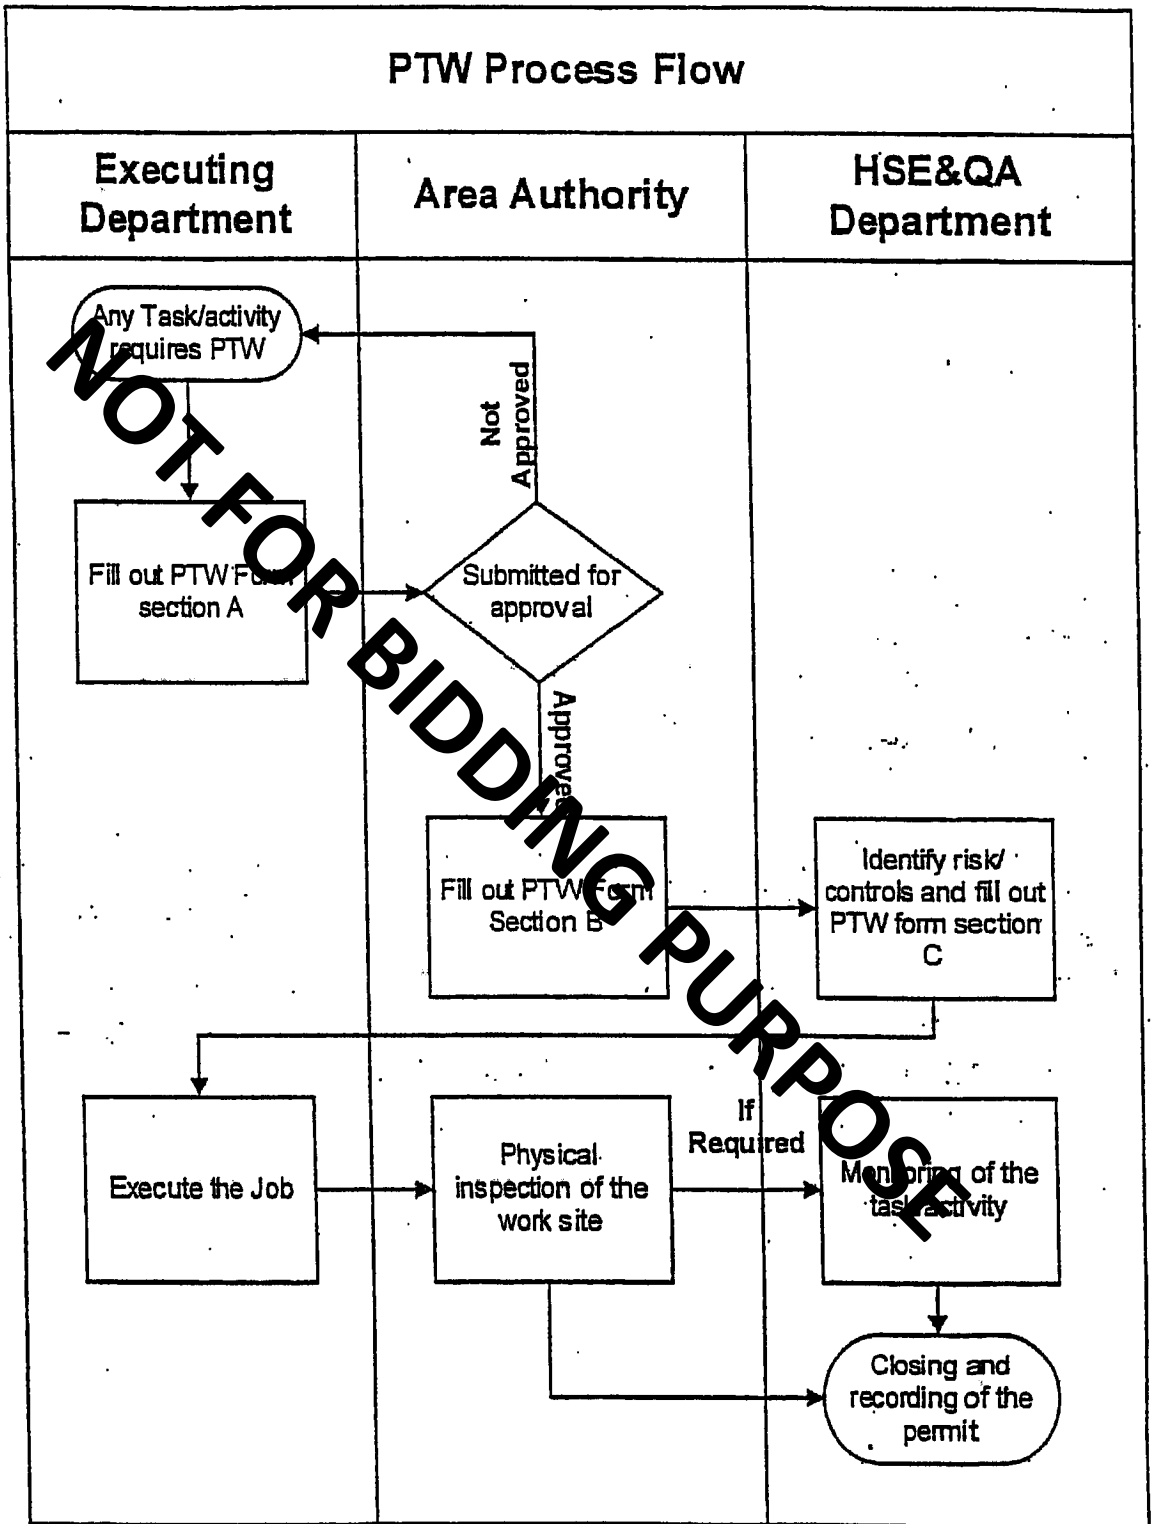 PTW Process Flow
Executing
Department
Area Authority
HSE&QA
Department
Any Task/activity
requires PTW
Not
Approved
Fill out PTW Form
section A
Submitted for
approval
Approved
Fill out PTW Form
Section B
Identify risk/
controls and fill out
PTW form section
C
Execute the Job
Physical
inspection of the
work site
If
Required
Monitoring of the
task/activity
Closing and
recording of the
permit
NOT FOR BIDDING PURPOSE